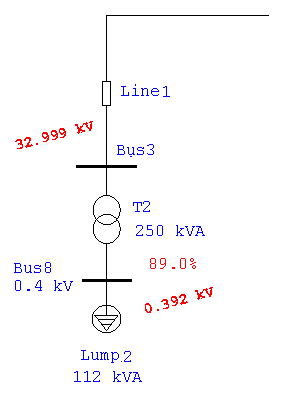 Line1
32.999 kV
Bus3
T2
250 kVA
89.0%
Bus8
0.4 kV
0.392 kV
Lump2
112 kVA